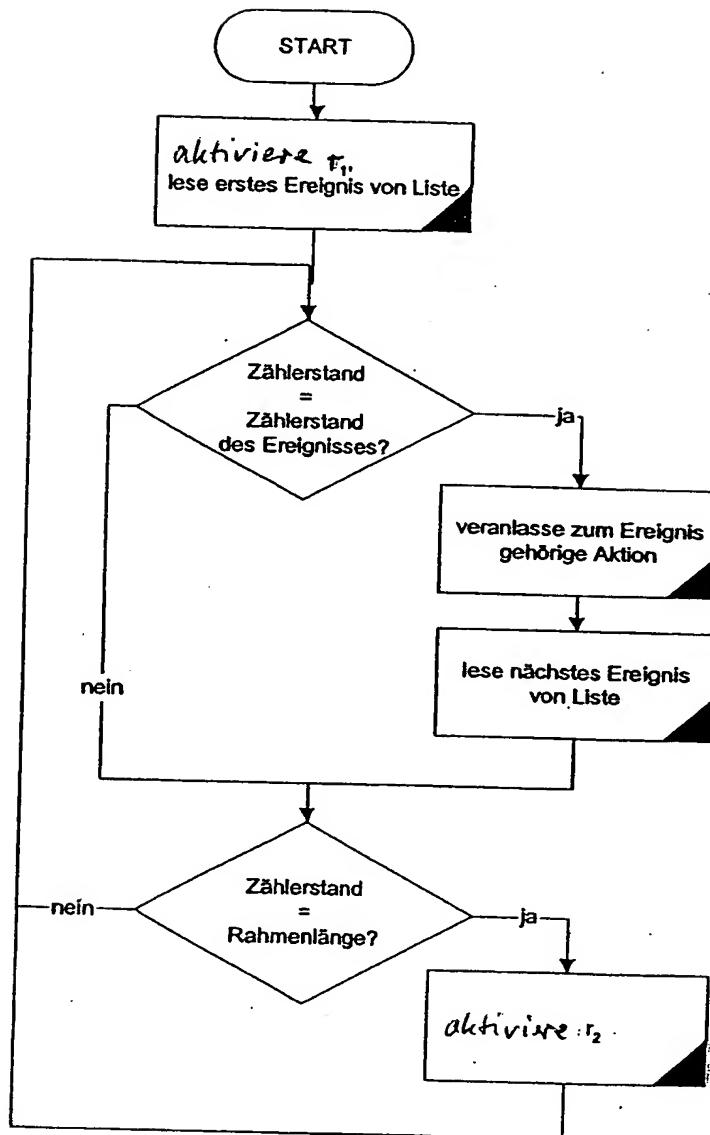 START
aktiviere r₁,
lese erstes Ereignis von Liste
Zählerstand
=
Zählerstand
des Ereignisses?
ja
veranlasse zum Ereignis
gehörige Aktion
lese nächstes Ereignis
von Liste
nein
Zählerstand
=
Rahmenlänge?
nein
ja
aktiviere r₂